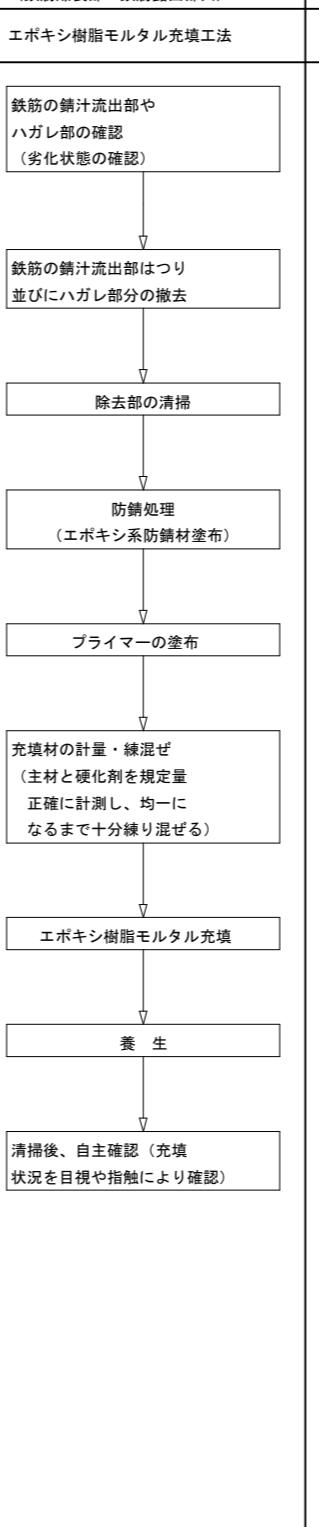 エポキシ樹脂モルタル充填工法
鉄筋の錆汁流出部や
ハガレ部の確認
（劣化状態の確認）
鉄筋の錆汁流出部はつり
並びにハガレ部分の撤去
除去部の清掃
防錆処理
（エポキシ系防錆材塗布）
プライマーの塗布
充填材の計量・練混ぜ
（主材と硬化剤を規定量
正確に計測し、均一に
なるまで十分練り混ぜる）
エポキシ樹脂モルタル充填
養　生
清掃後、自主確認（充填
状況を目視や指触により確認）